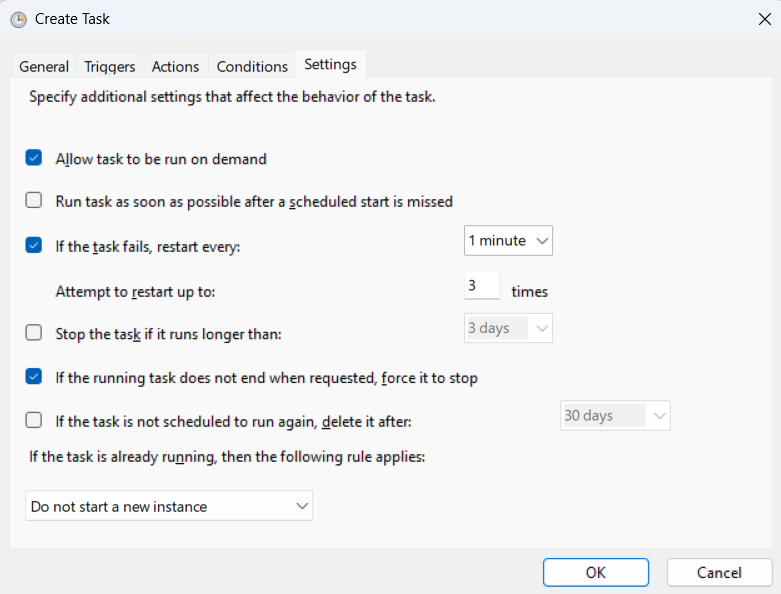 Create Task
General Triggers Actions Conditions Settings
Specify additional settings that affect the behavior of the task.
Allow task to be run on demand
Run task as soon as possible after a scheduled start is missed
If the task fails, restart every: 1 minute
Attempt to restart up to: 3 times
Stop the task if it runs longer than: 3 days
If the running task does not end when requested, force it to stop
If the task is not scheduled to run again, delete it after: 30 days
If the task is already running, then the following rule applies:
Do not start a new instance
OK Cancel